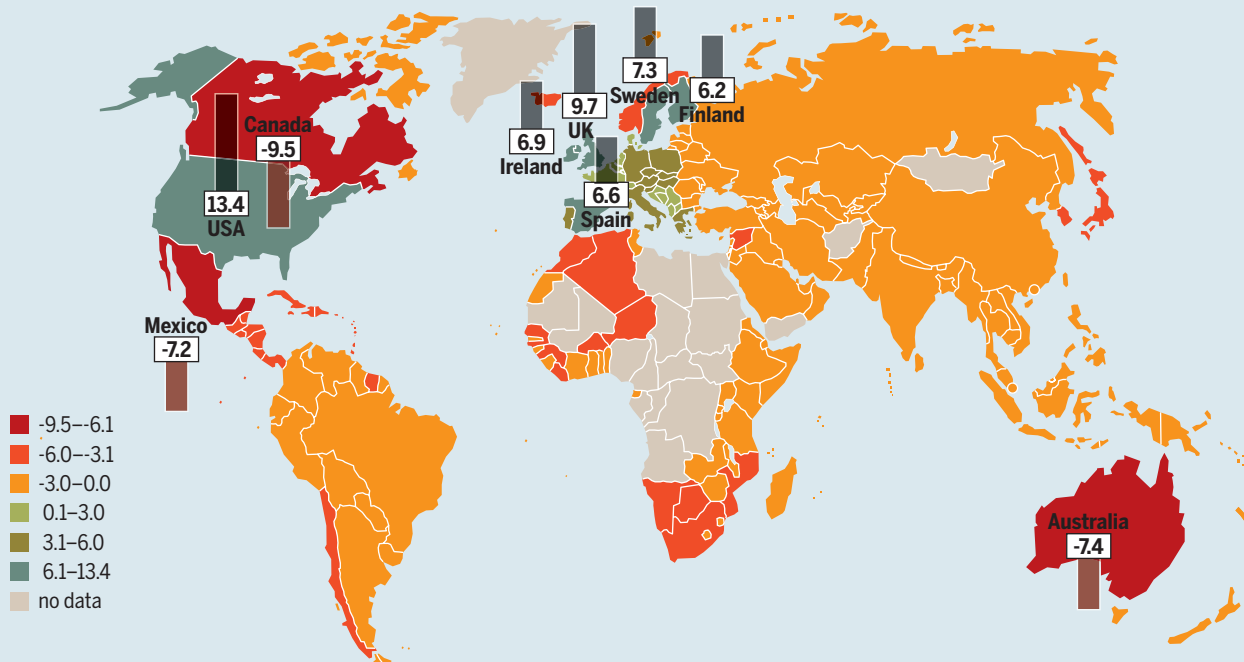 7.3
Sweden
6.2
Finland
9.7
UK
6.9
Ireland
Canada
-9.5
13.4
USA
6.6
Spain
Mexico
-7.2
-9.5–-6.1
-6.0–-3.1
-3.0–0.0
0.1–3.0
3.1–6.0
6.1–13.4
no data
Australia
-7.4